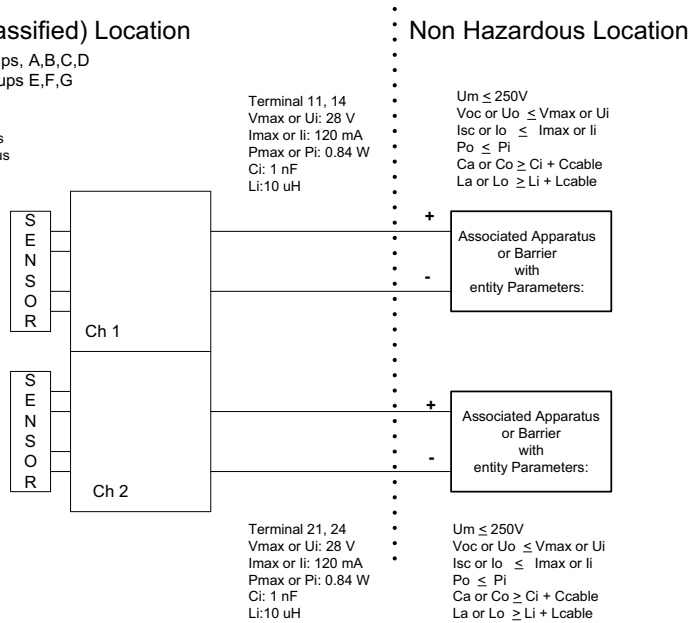 assified) Location
ps, A,B,C,D
ups E,F,G
s
us
Non Hazardous Location
Terminal 11, 14
Vmax or Ui: 28 V
Imax or Ii: 120 mA
Pmax or Pi: 0.84 W
Ci: 1 nF
Li:10 uH
Um ≤ 250V
Voc or Uo ≤ Vmax or Ui
Isc or Io ≤ Imax or Ii
Po ≤ Pi
Ca or Co ≥ Ci + Ccable
La or Lo ≥ Li + Lcable
SENSOR
Ch 1
+
-
Associated Apparatus
or Barrier
with
entity Parameters:
SENSOR
Ch 2
+
-
Associated Apparatus
or Barrier
with
entity Parameters:
Terminal 21, 24
Vmax or Ui: 28 V
Imax or Ii: 120 mA
Pmax or Pi: 0.84 W
Ci: 1 nF
Li:10 uH
Um ≤ 250V
Voc or Uo ≤ Vmax or Ui
Isc or Io ≤ Imax or Ii
Po ≤ Pi
Ca or Co ≥ Ci + Ccable
La or Lo ≥ Li + Lcable